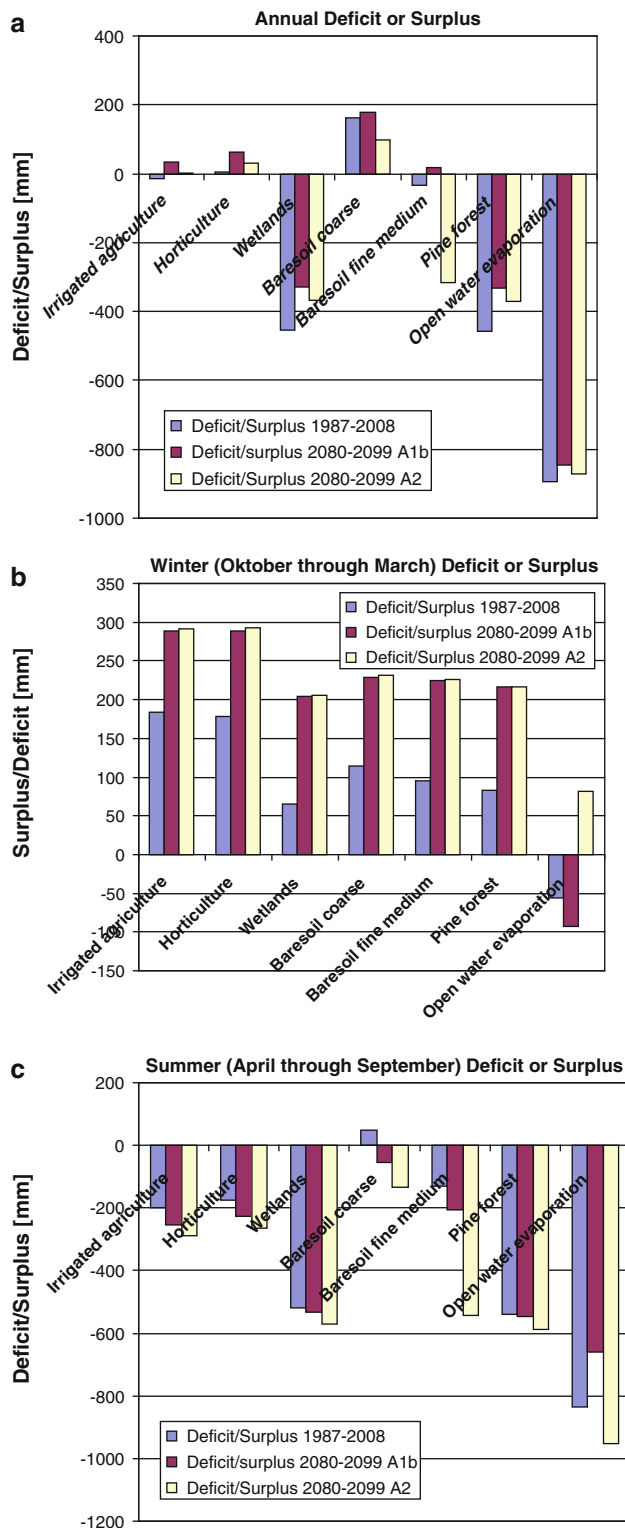 a
Annual Deficit or Surplus
Deficit/Surplus [mm]
400
200
0
-200
-400
-600
-800
-1000
Irrigated agriculture
Horticulture
Wetlands
Baresoil coarse
Baresoil fine medium
Pine forest
Open water evaporation
Deficit/Surplus 1987-2008
Deficit/surplus 2080-2099 A1b
Deficit/Surplus 2080-2099 A2
b
Winter (Oktober through March) Deficit or Surplus
Surplus/Deficit [mm]
350
300
250
200
150
100
50
0
-50
-100
-150
Deficit/Surplus 1987-2008
Deficit/surplus 2080-2099 A1b
Deficit/Surplus 2080-2099 A2
Irrigated agriculture
Horticulture
Wetlands
Baresoil coarse
Baresoil fine medium
Pine forest
Open water evaporation
c
Summer (April through September) Deficit or Surplus
Deficit/Surplus [mm]
200
0
-200
-400
-600
-800
-1000
-1200
Irrigated agriculture
Horticulture
Wetlands
Baresoil coarse
Baresoil fine medium
Pine forest
Open water evaporation
Deficit/Surplus 1987-2008
Deficit/surplus 2080-2099 A1b
Deficit/Surplus 2080-2099 A2